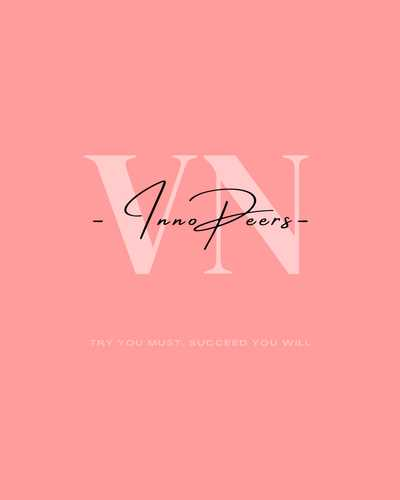 VN
- InnoPeers-
TRY YOU MUST. SUCCEED YOU WILL